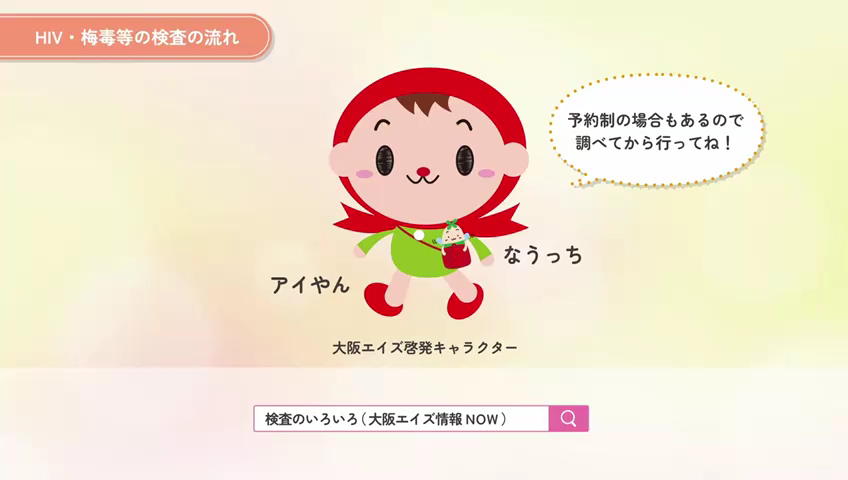 HIV・梅毒等の検査の流れ
予約制の場合もあるので
調べてから行ってね！
なうっち
アイやん
大阪エイズ啓発キャラクター
検査のいろいろ(大阪エイズ情報NOW)